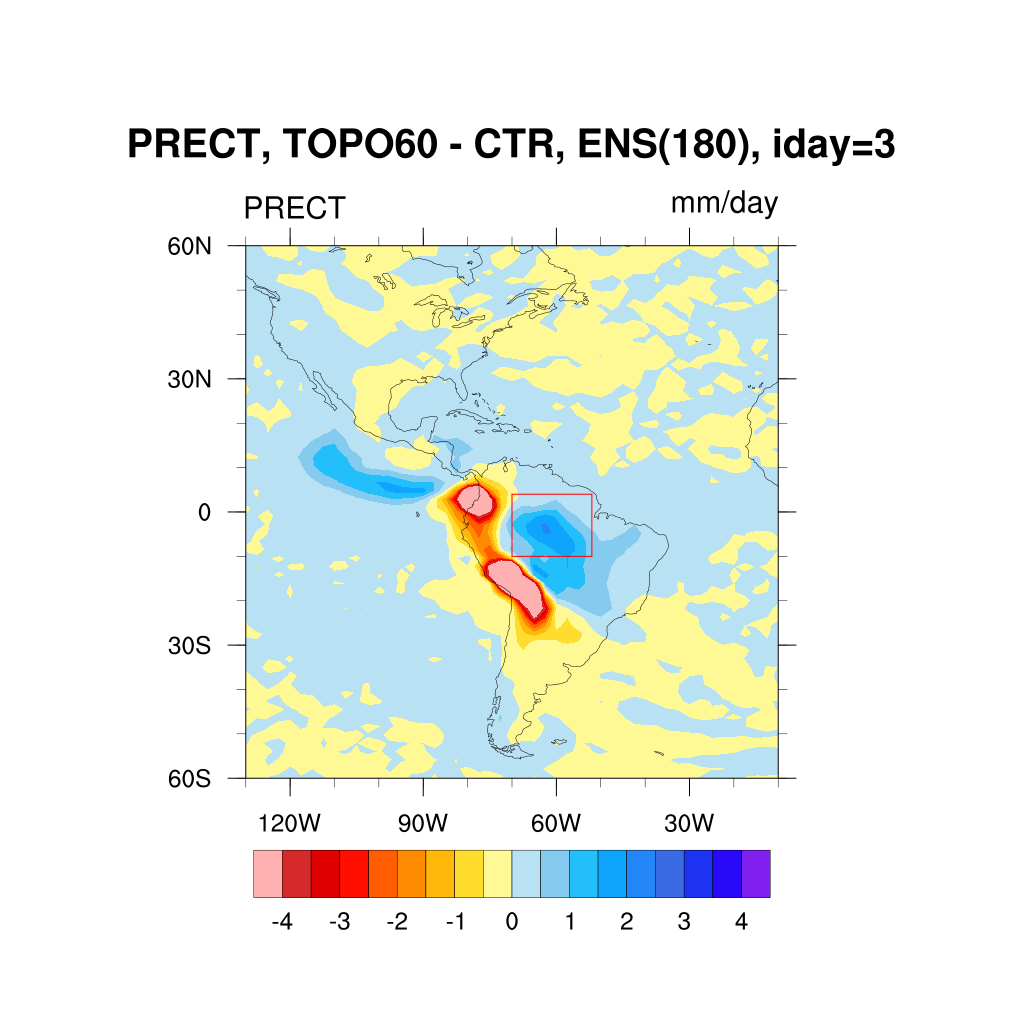 PRECT, TOPO60 - CTR, ENS(180), iday=3
PRECT mm/day
60N
30N
0
30S
60S
120W 90W 60W 30W
-4 -3 -2 -1 0 1 2 3 4